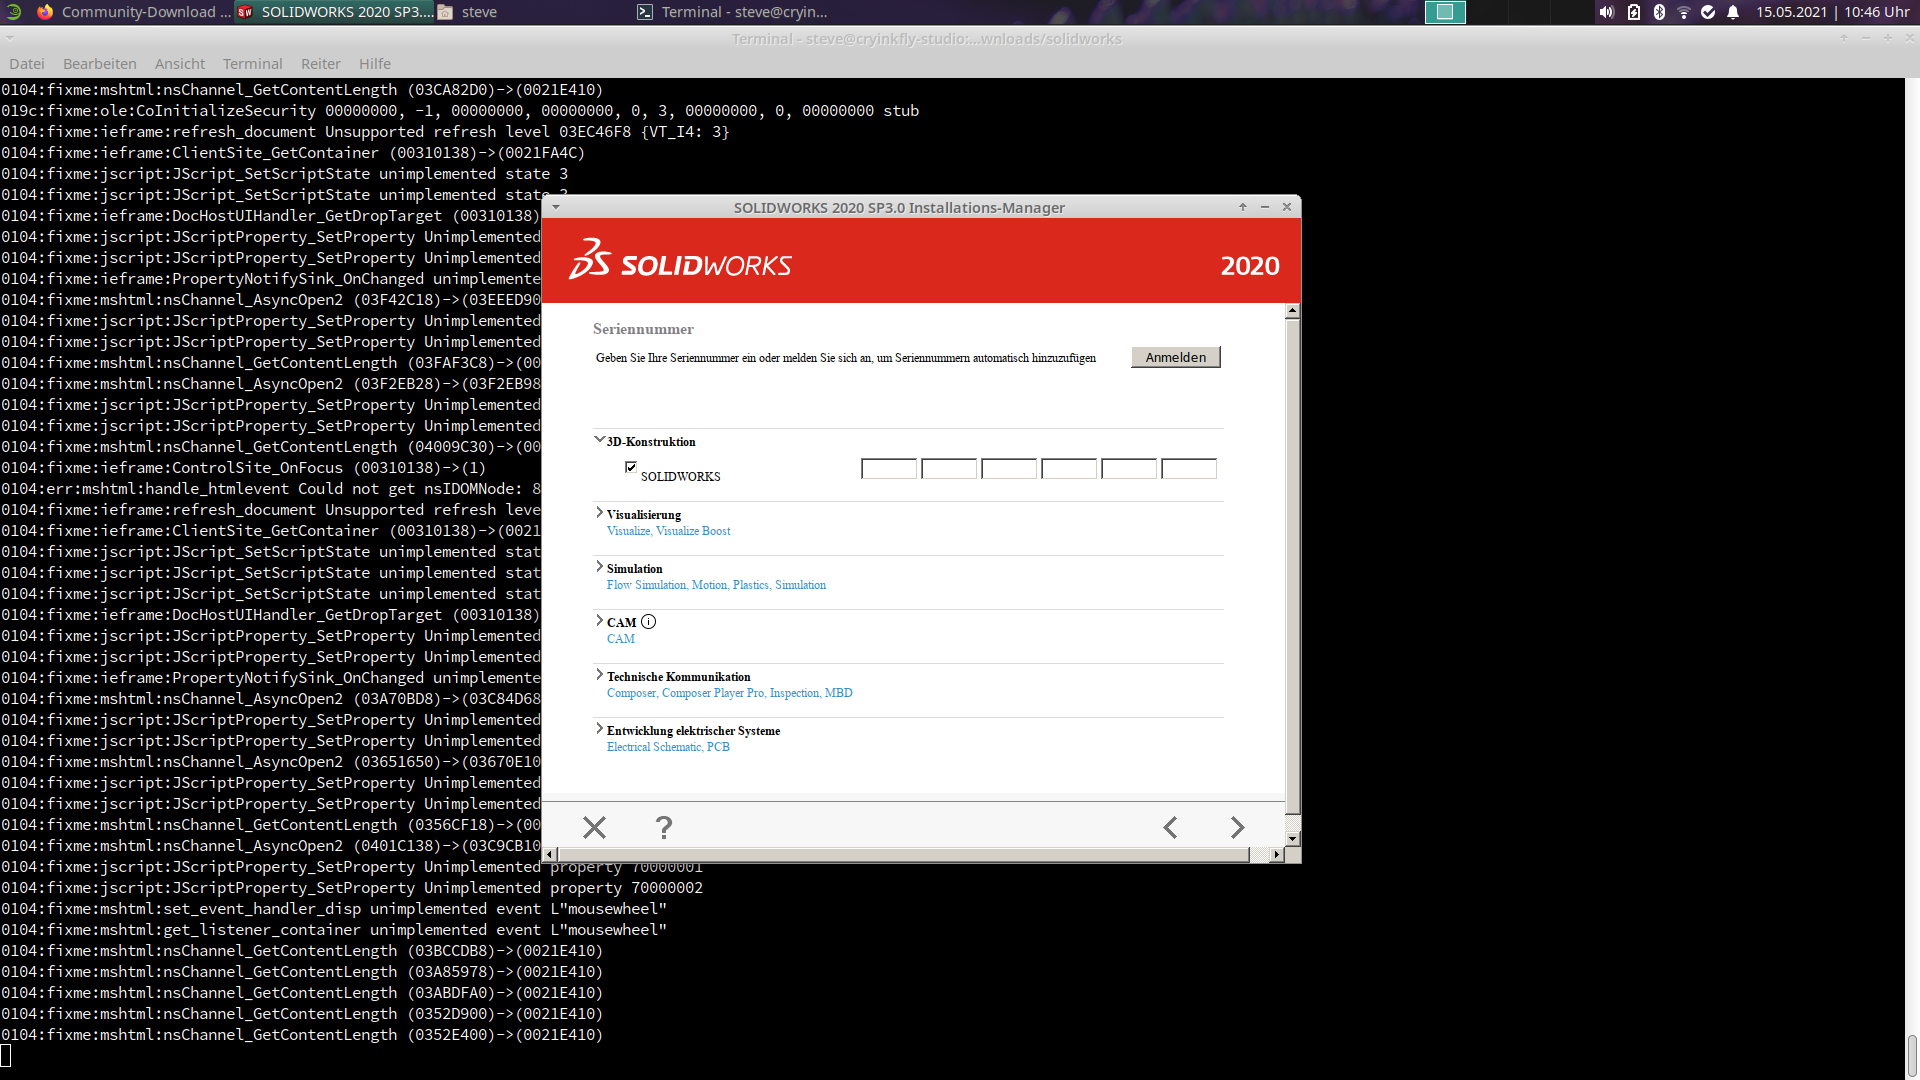 Community-Download ...
SOLIDWORKS 2020 SP3....
steve
Terminal - steve@cryin...
15.05.2021 | 10:46 Uhr
Terminal - steve@cryinkfly-studio:...wnloads/solidworks
Datei Bearbeiten Ansicht Terminal Reiter Hilfe
0104:fixme:mshtml:nsChannel_GetContentLength (03CA82D0)->(0021E410)
019c:fixme:ole:CoInitializeSecurity 00000000, -1, 00000000, 00000000, 0, 3, 00000000, 0, 00000000 stub
0104:fixme:ieframe:refresh_document Unsupported refresh level 03EC46F8 {VT_I4: 3}
0104:fixme:ieframe:ClientSite_GetContainer (00310138)->(0021FA4C)
0104:fixme:jscript:JScript_SetScriptState unimplemented state 3
0104:fixme:jscript:JScript_SetScriptState unimplemented state 3
0104:fixme:ieframe:DocHostUIHandler_GetDropTarget (00310138)
0104:fixme:jscript:JScriptProperty_SetProperty Unimplemented
0104:fixme:jscript:JScriptProperty_SetProperty Unimplemented
0104:fixme:ieframe:PropertyNotifySink_OnChanged unimplemente
0104:fixme:mshtml:nsChannel_AsyncOpen2 (03F42C18)->(03EEED90
0104:fixme:jscript:JScriptProperty_SetProperty Unimplemented
0104:fixme:jscript:JScriptProperty_SetProperty Unimplemented
0104:fixme:mshtml:nsChannel_GetContentLength (03FAF3C8)->(00
0104:fixme:mshtml:nsChannel_AsyncOpen2 (03F2EB28)->(03F2EB98
0104:fixme:jscript:JScriptProperty_SetProperty Unimplemented
0104:fixme:jscript:JScriptProperty_SetProperty Unimplemented
0104:fixme:mshtml:nsChannel_GetContentLength (04009C30)->(00
0104:fixme:ieframe:ControlSite_OnFocus (00310138)->(1)
0104:err:mshtml:handle_htmlevent Could not get nsIDOMNode: 8
0104:fixme:ieframe:refresh_document Unsupported refresh leve
0104:fixme:ieframe:ClientSite_GetContainer (00310138)->(0021
0104:fixme:jscript:JScript_SetScriptState unimplemented stat
0104:fixme:jscript:JScript_SetScriptState unimplemented stat
0104:fixme:jscript:JScript_SetScriptState unimplemented stat
0104:fixme:ieframe:DocHostUIHandler_GetDropTarget (00310138)
0104:fixme:jscript:JScriptProperty_SetProperty Unimplemented
0104:fixme:jscript:JScriptProperty_SetProperty Unimplemented
0104:fixme:ieframe:PropertyNotifySink_OnChanged unimplemente
0104:fixme:mshtml:nsChannel_AsyncOpen2 (03A70BD8)->(03C84D68
0104:fixme:jscript:JScriptProperty_SetProperty Unimplemented
0104:fixme:jscript:JScriptProperty_SetProperty Unimplemented
0104:fixme:mshtml:nsChannel_AsyncOpen2 (03651650)->(03670E10
0104:fixme:jscript:JScriptProperty_SetProperty Unimplemented
0104:fixme:jscript:JScriptProperty_SetProperty Unimplemented
0104:fixme:mshtml:nsChannel_GetContentLength (0356CF18)->(00
0104:fixme:mshtml:nsChannel_AsyncOpen2 (0401C138)->(03C9CB10
0104:fixme:jscript:JScriptProperty_SetProperty Unimplemented property 70000001
0104:fixme:jscript:JScriptProperty_SetProperty Unimplemented property 70000002
0104:fixme:mshtml:set_event_handler_disp unimplemented event L"mousewheel"
0104:fixme:mshtml:get_listener_container unimplemented event L"mousewheel"
0104:fixme:mshtml:nsChannel_GetContentLength (03BCCDB8)->(0021E410)
0104:fixme:mshtml:nsChannel_GetContentLength (03A85978)->(0021E410)
0104:fixme:mshtml:nsChannel_GetContentLength (03ABDFA0)->(0021E410)
0104:fixme:mshtml:nsChannel_GetContentLength (0352D900)->(0021E410)
0104:fixme:mshtml:nsChannel_GetContentLength (0352E400)->(0021E410)
SOLIDWORKS 2020 SP3.0 Installations-Manager
SOLIDWORKS 2020
Seriennummer
Geben Sie Ihre Seriennummer ein oder melden Sie sich an, um Seriennummern automatisch hinzuzufügen
Anmelden
3D-Konstruktion
SOLIDWORKS
Visualisierung
Visualize, Visualize Boost
Simulation
Flow Simulation, Motion, Plastics, Simulation
CAM
CAM
Technische Kommunikation
Composer, Composer Player Pro, Inspection, MBD
Entwicklung elektrischer Systeme
Electrical Schematic, PCB